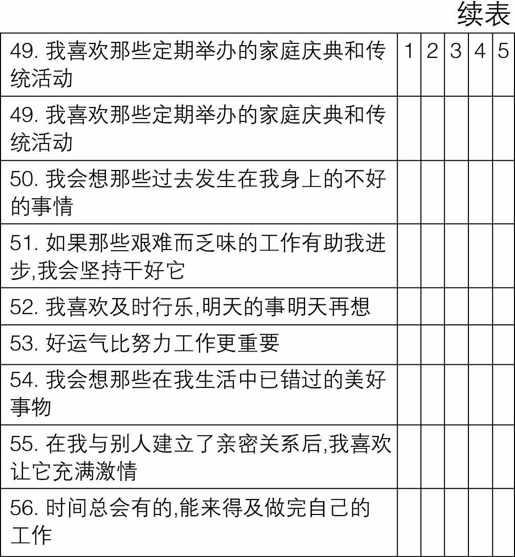 续表
49. 我喜欢那些定期举办的家庭庆典和传 1 2 3 4 5
统活动
49. 我喜欢那些定期举办的家庭庆典和传
统活动
50. 我会想那些过去发生在我身上的不好
的事情
51. 如果那些艰难而乏味的工作有助我进
步,我会坚持干好它
52. 我喜欢及时行乐,明天的事明天再想
53. 好运气比努力工作更重要
54. 我会想那些在我生活中已错过的美好
事物
55. 在我与别人建立了亲密关系后,我喜欢
让它充满激情
56. 时间总会有的,能来得及做完自己的
工作